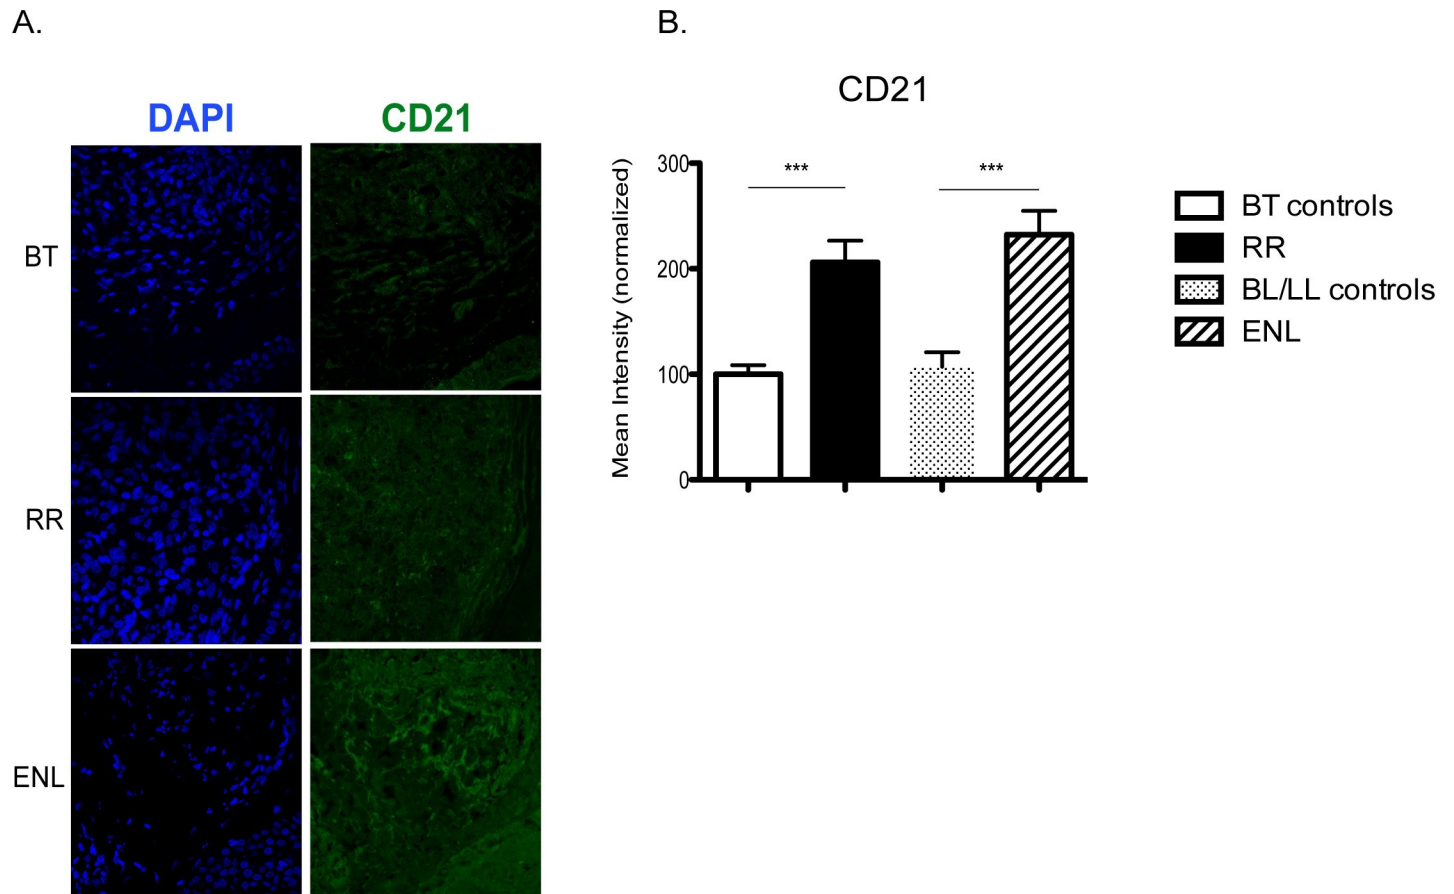 A.
B.
DAPI
CD21
BT
RR
ENL
CD21
Mean Intensity (normalized)
300
200
100
0
***
***
BT controls
RR
BL/LL controls
ENL